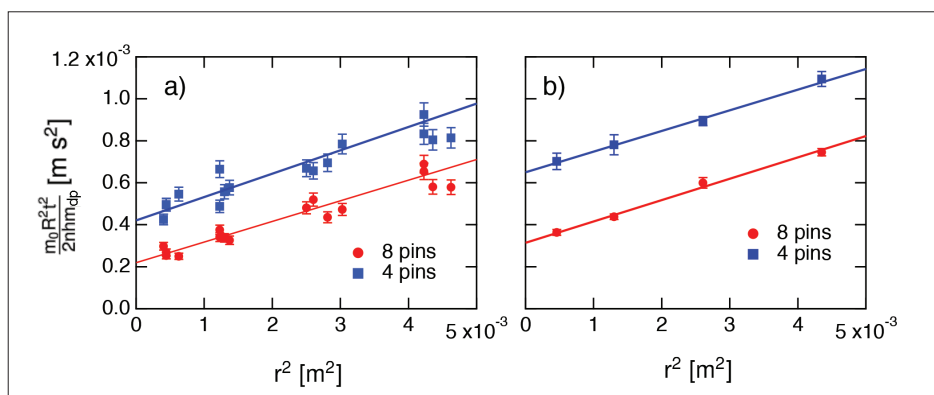 1.2 x10⁻³
1.0
0.8
0.6
0.4
0.2
0.0
m₀R²t²/2nhm_dp [m s²]
a)
8 pins
4 pins
0 1 2 3 4 5 x10⁻³
r² [m²]
b)
8 pins
4 pins
0 1 2 3 4 5 x10⁻³
r² [m²]